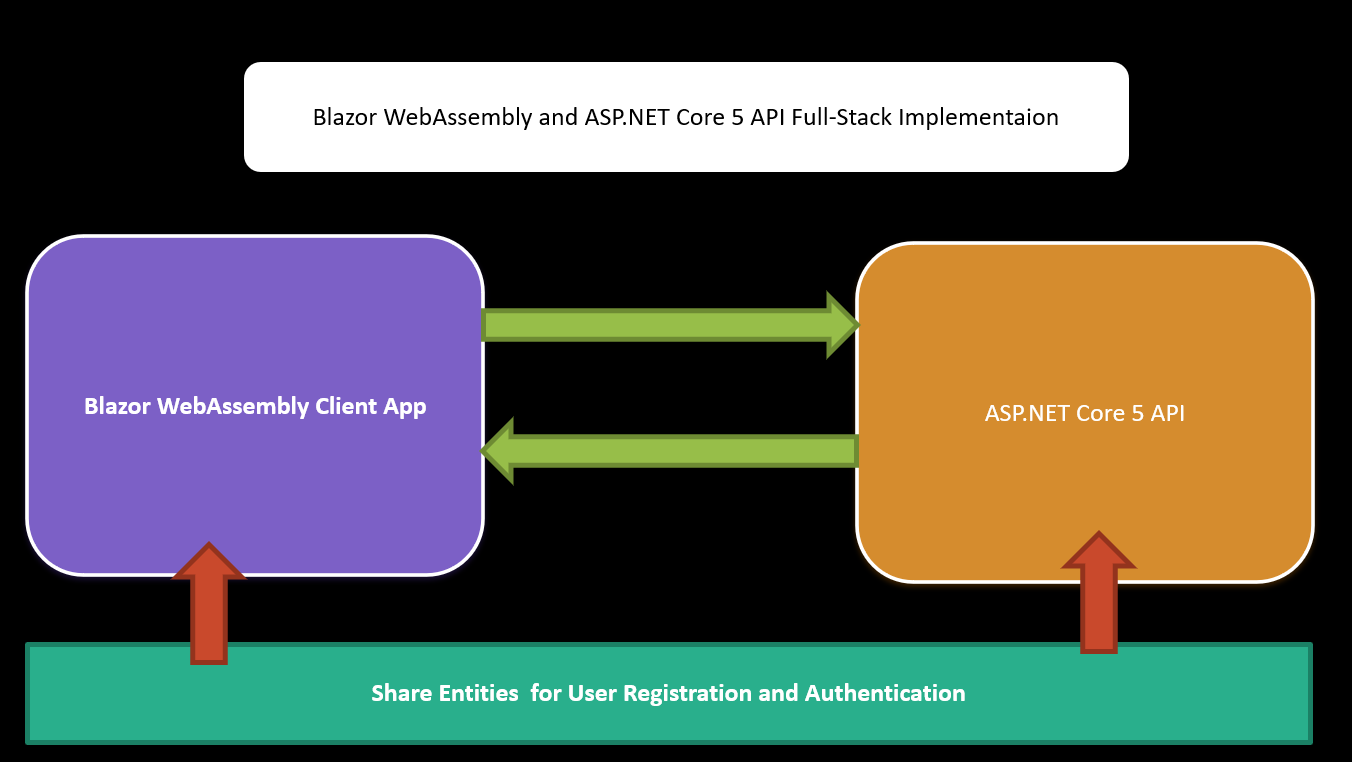 Blazor WebAssembly and ASP.NET Core 5 API Full-Stack Implementaion
Blazor WebAssembly Client App
ASP.NET Core 5 API
Share Entities  for User Registration and Authentication